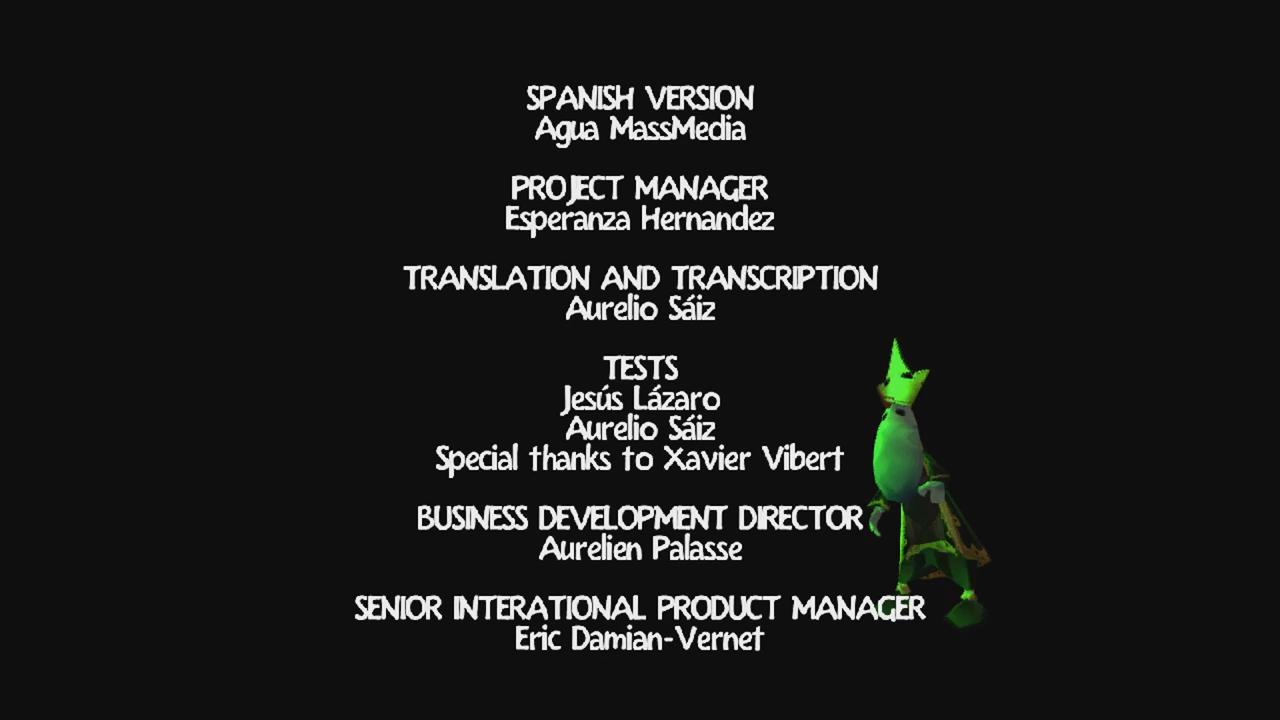 SPANISH VERSION
Agua MassMedia
PROJECT MANAGER
Esperanza Hernandez
TRANSLATION AND TRANSCRIPTION
Aurelio Sáiz
TESTS
Jesús Lázaro
Aurelio Sáiz
Special thanks to Xavier Vibert
BUSINESS DEVELOPMENT DIRECTOR
Aurelien Palasse
SENIOR INTERATIONAL PRODUCT MANAGER
Eric Damian-Vernet